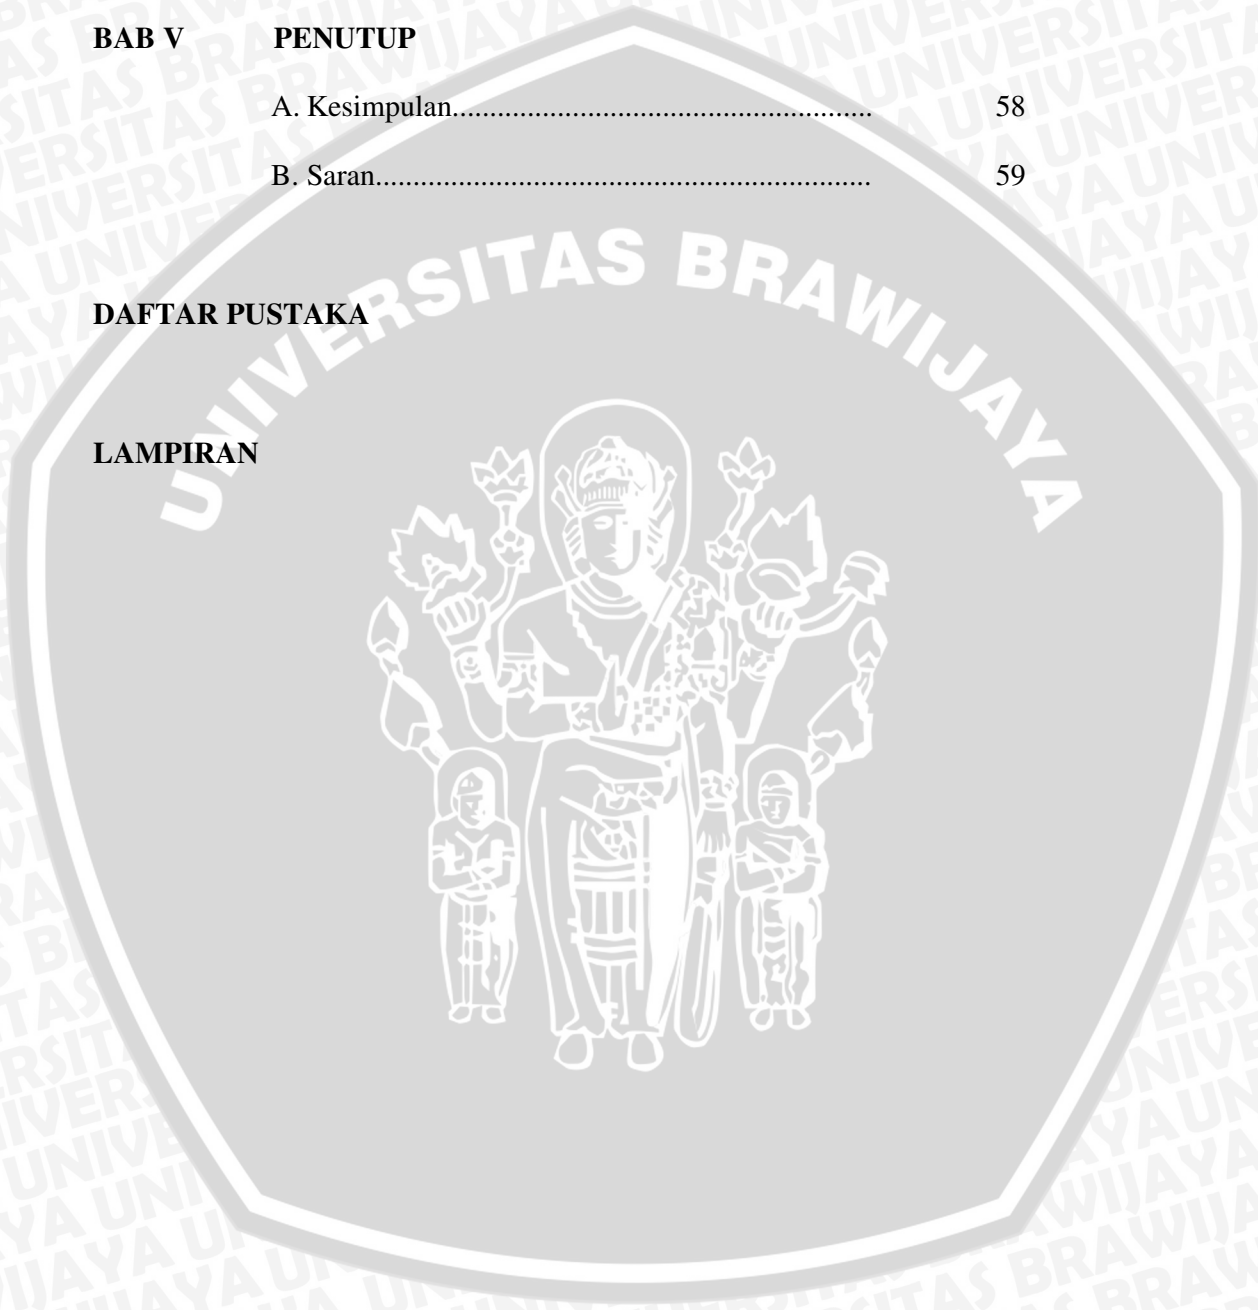 BAB V PENUTUP
A. Kesimpulan........................................................ 58
B. Saran.................................................................. 59
UNIVERSITAS BRAWIJAYA
DAFTAR PUSTAKA
LAMPIRAN